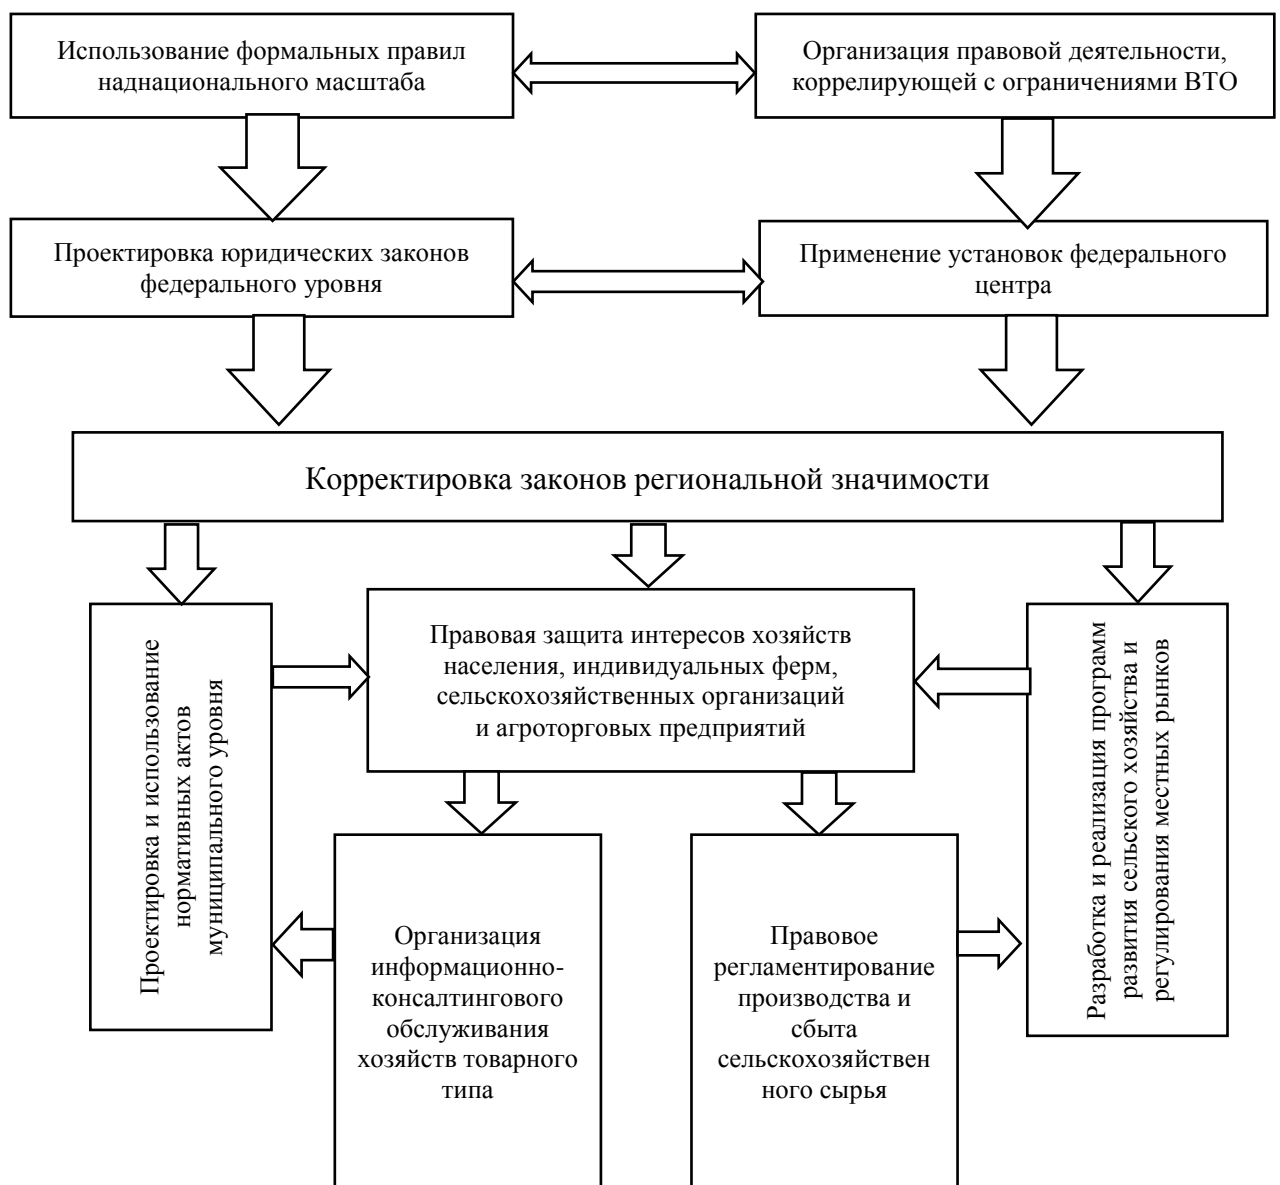 Использование формальных правил
наднационального масштаба
Организация правовой деятельности,
коррелирующей с ограничениями ВТО
Проектировка юридических законов
федерального уровня
Применение установок федерального
центра
Корректировка законов региональной значимости
Проектировка и использование
нормативных актов
муниципального уровня
Правовая защита интересов хозяйств
населения, индивидуальных ферм,
сельскохозяйственных организаций
и агроторговых предприятий
Разработка и реализация программ
развития сельского хозяйства и
регулирования местных рынков
Организация
информационно-
консалтингового
обслуживания
хозяйств товарного
типа
Правовое
регламентирование
производства и
сбыта
сельскохозяйствен
ного сырья